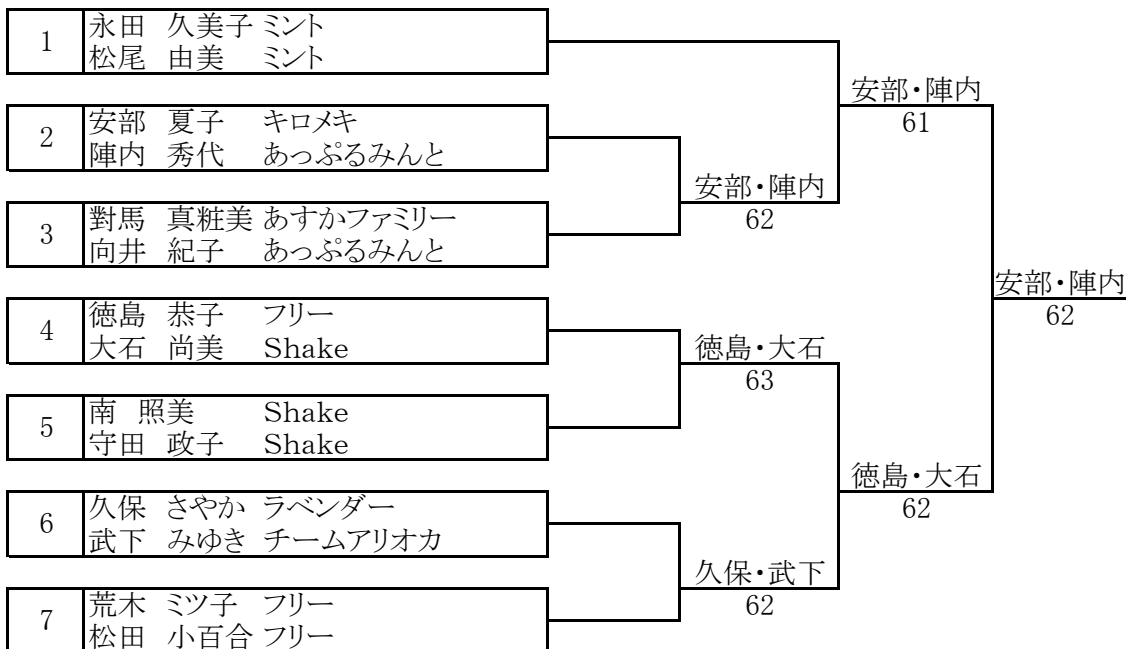 1
永田 久美子 ミント
松尾 由美 ミント
2
安部 夏子 キロメキ
陣内 秀代 あっぷるみんと
3
對馬 真粧美 あすかファミリー
向井 紀子 あっぷるみんと
4
徳島 恭子 フリー
大石 尚美 Shake
5
南 照美 Shake
守田 政子 Shake
6
久保 さやか ラベンダー
武下 みゆき チームアリオカ
7
荒木 ミツ子 フリー
松田 小百合 フリー
安部・陣内
62
徳島・大石
63
久保・武下
62
安部・陣内
61
徳島・大石
62
安部・陣内
62